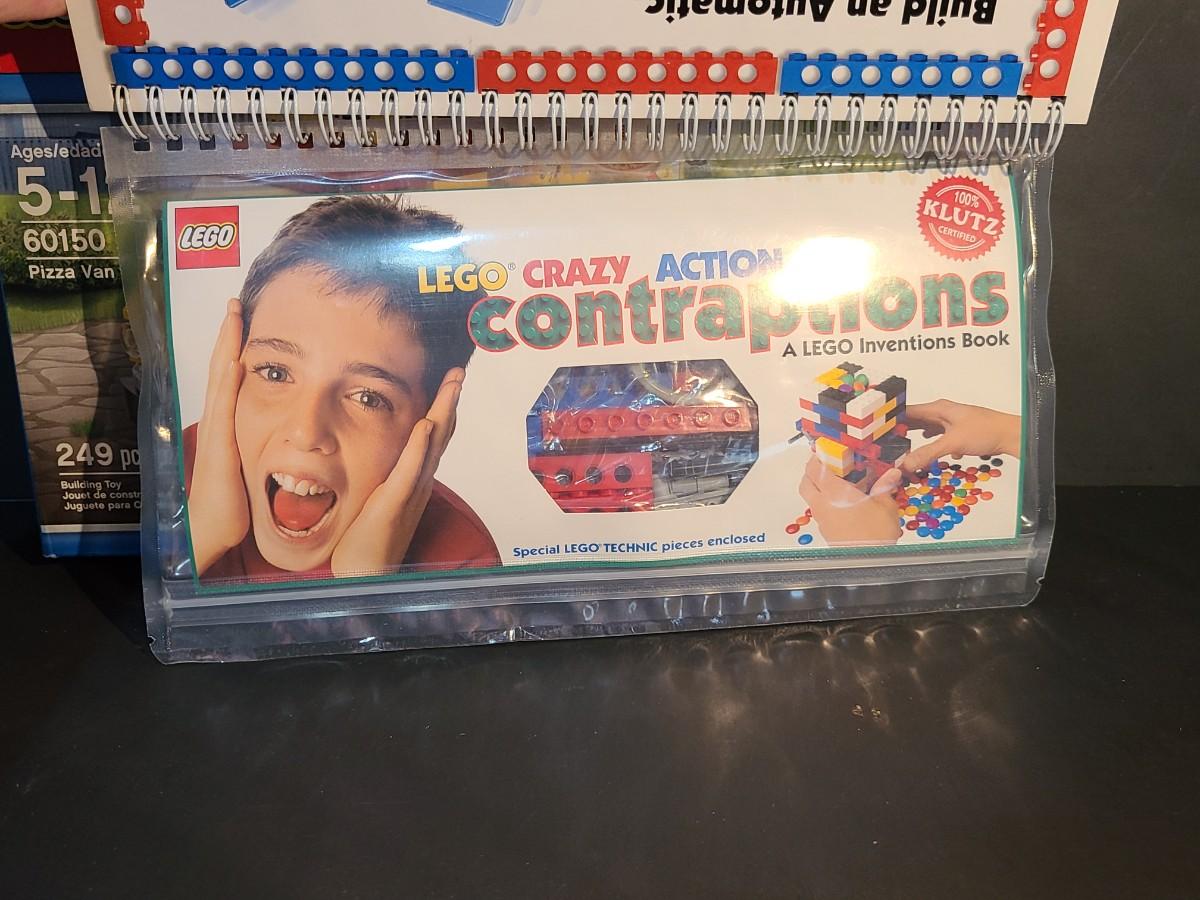 Build an Automatic
Ages/edad
5-1
60150
Pizza Van
249 pc
Building Toy
Jouet de constr
Juguete para C
LEGO
100%
KLUTZ
CERTIFIED
LEGO® CRAZY ACTION
contraptions
A LEGO Inventions Book
Special LEGO® TECHNIC pieces enclosed